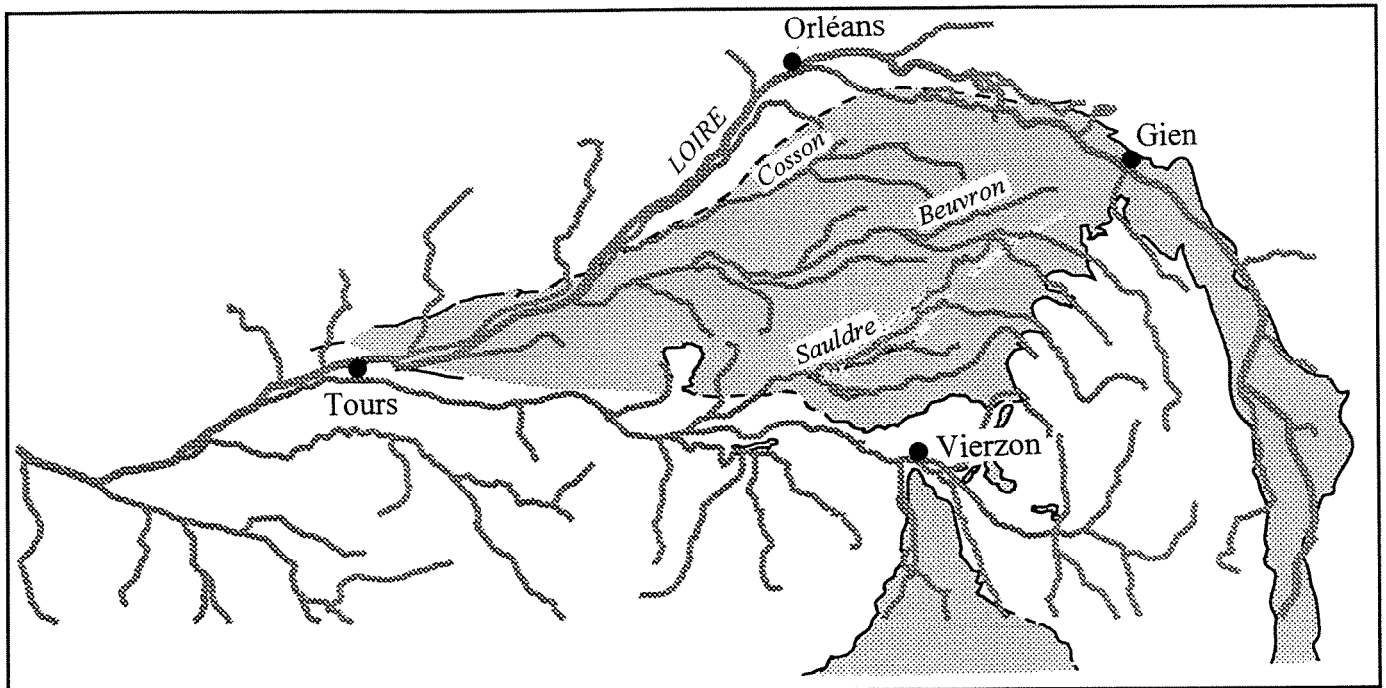 Orléans
LOIRE
Gien
Cosson
Beuvron
Sauldre
Tours
Vierzon